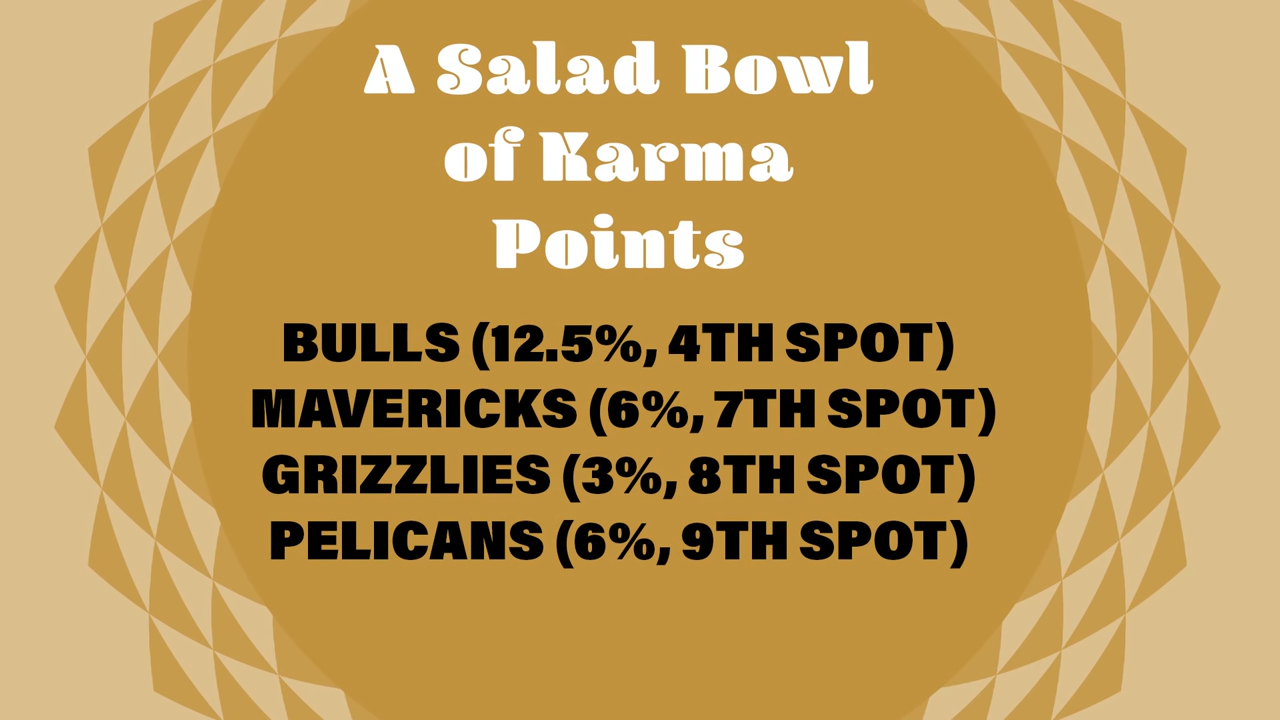 A Salad Bowl
of Karma
Points
BULLS (12.5%, 4TH SPOT)
MAVERICKS (6%, 7TH SPOT)
GRIZZLIES (3%, 8TH SPOT)
PELICANS (6%, 9TH SPOT)